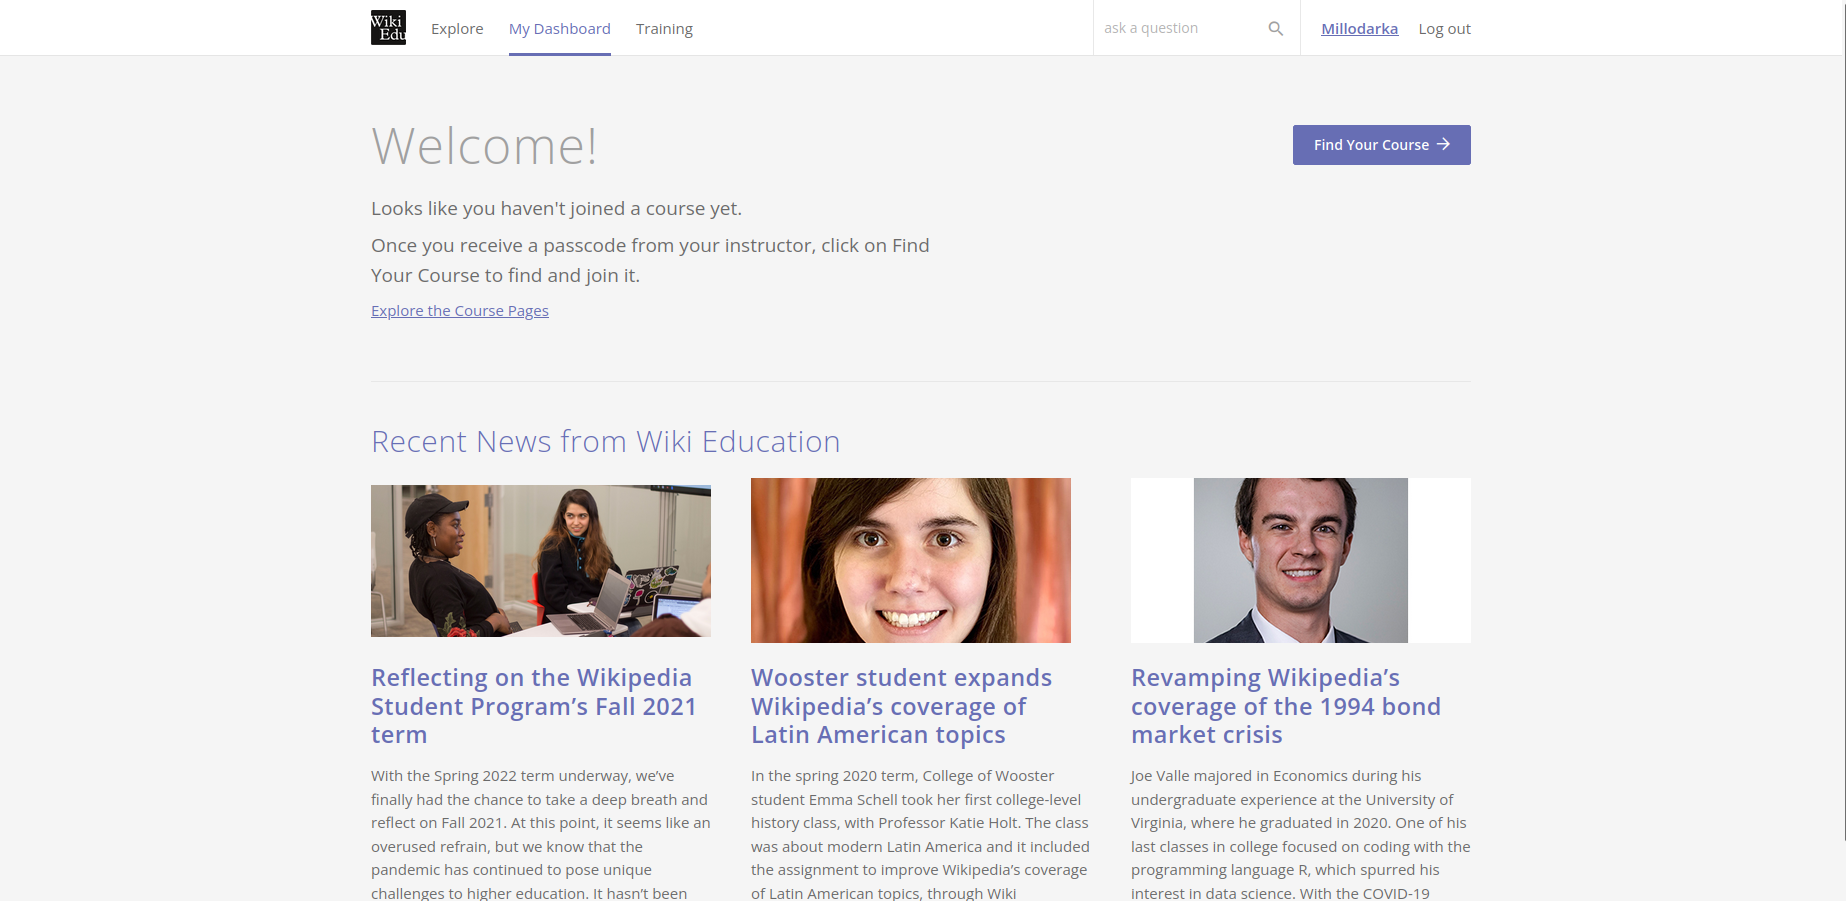 Wiki
Edu
Explore
My Dashboard
Training
ask a question
Millodarka
Log out
Welcome!
Find Your Course
Looks like you haven't joined a course yet.
Once you receive a passcode from your instructor, click on Find
Your Course to find and join it.
Explore the Course Pages
Recent News from Wiki Education
Reflecting on the Wikipedia
Student Program’s Fall 2021
term
With the Spring 2022 term underway, we’ve
finally had the chance to take a deep breath and
reflect on Fall 2021. At this point, it seems like an
overused refrain, but we know that the
pandemic has continued to pose unique
challenges to higher education. It hasn’t been
Wooster student expands
Wikipedia’s coverage of
Latin American topics
In the spring 2020 term, College of Wooster
student Emma Schell took her first college-level
history class, with Professor Katie Holt. The class
was about modern Latin America and it included
the assignment to improve Wikipedia’s coverage
of Latin American topics, through Wiki
Revamping Wikipedia’s
coverage of the 1994 bond
market crisis
Joe Valle majored in Economics during his
undergraduate experience at the University of
Virginia, where he graduated in 2020. One of his
last classes in college focused on coding with the
programming language R, which spurred his
interest in data science. With the COVID-19